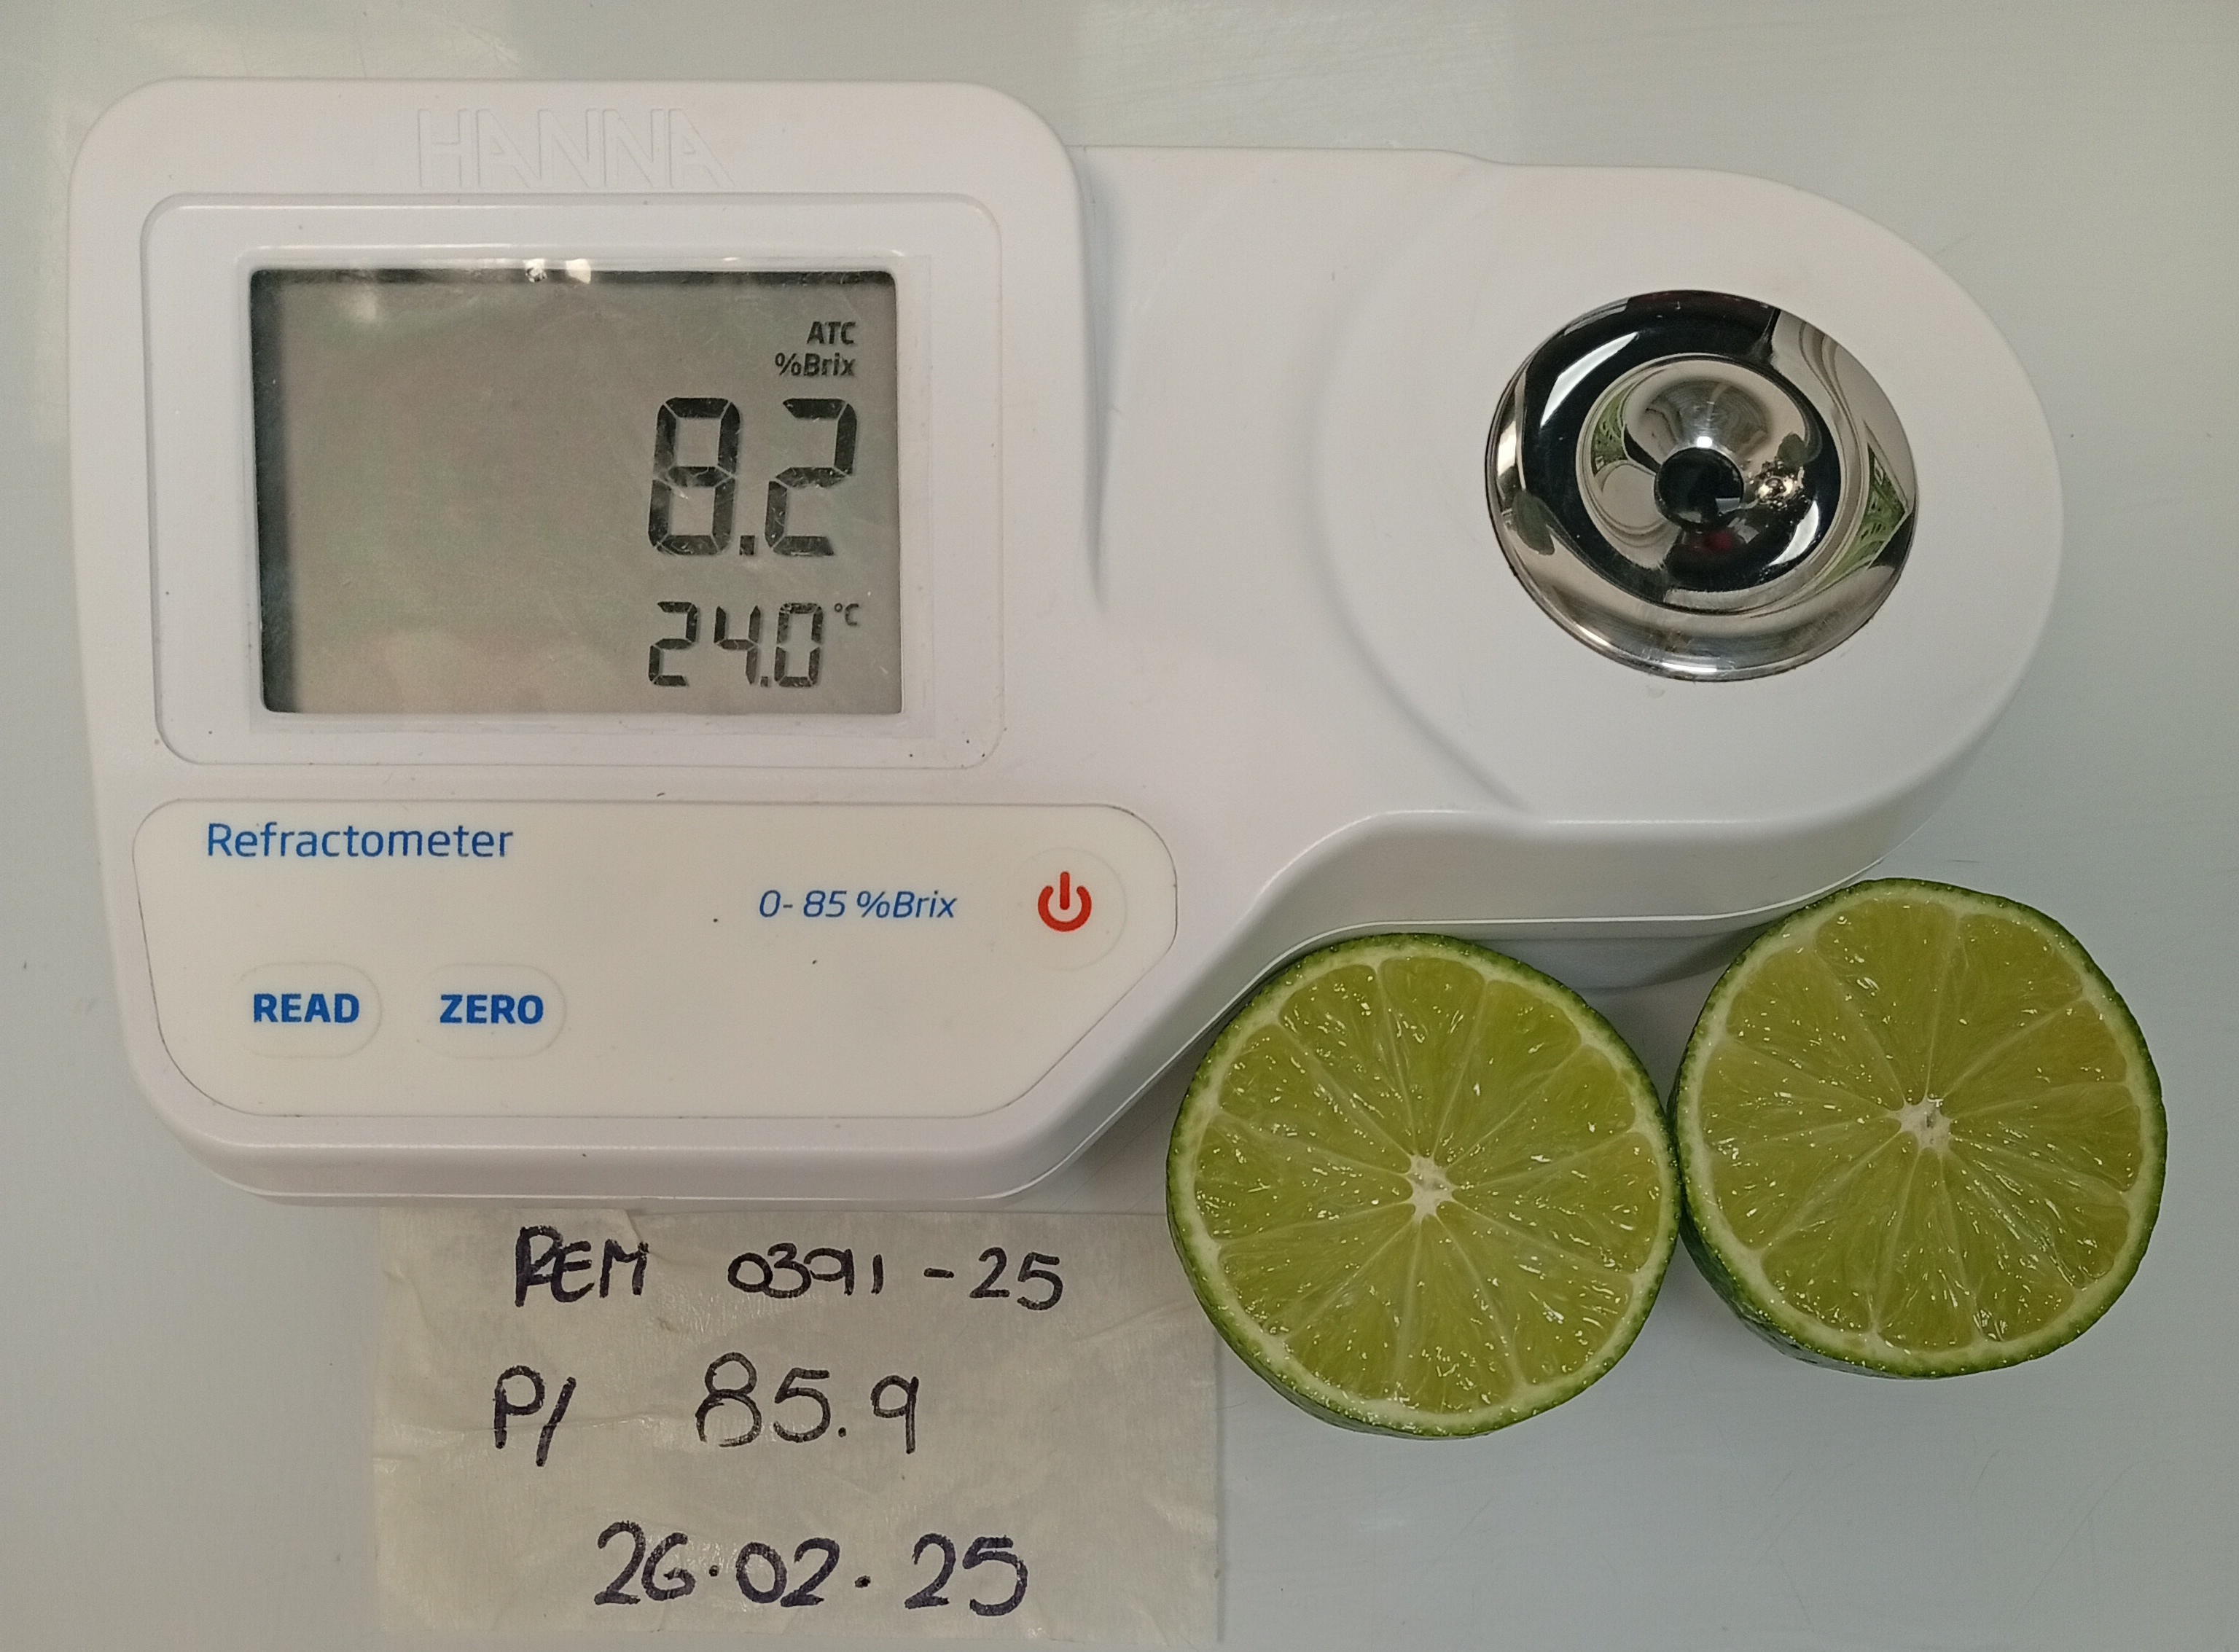 HANNA
ATC
%Brix
8.2
24.0 °C
Refractometer
0- 85 %Brix
READ ZERO
REM 0391 - 25
P/ 85.9
26.02.25